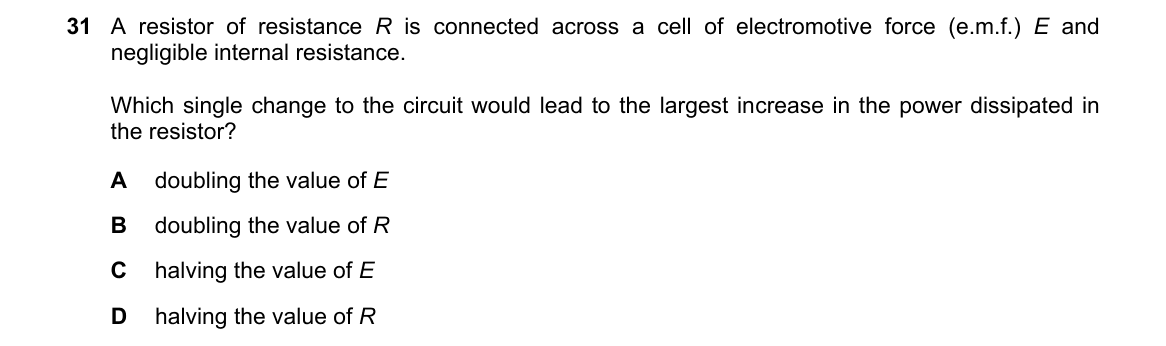 31 A resistor of resistance R is connected across a cell of electromotive force (e.m.f.) E and
negligible internal resistance.
Which single change to the circuit would lead to the largest increase in the power dissipated in
the resistor?
A doubling the value of E
B doubling the value of R
C halving the value of E
D halving the value of R